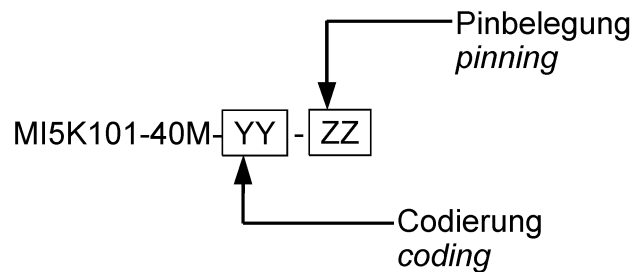 Pinbelegung
pinning
MI5K101-40M-YY - ZZ
Codierung
coding